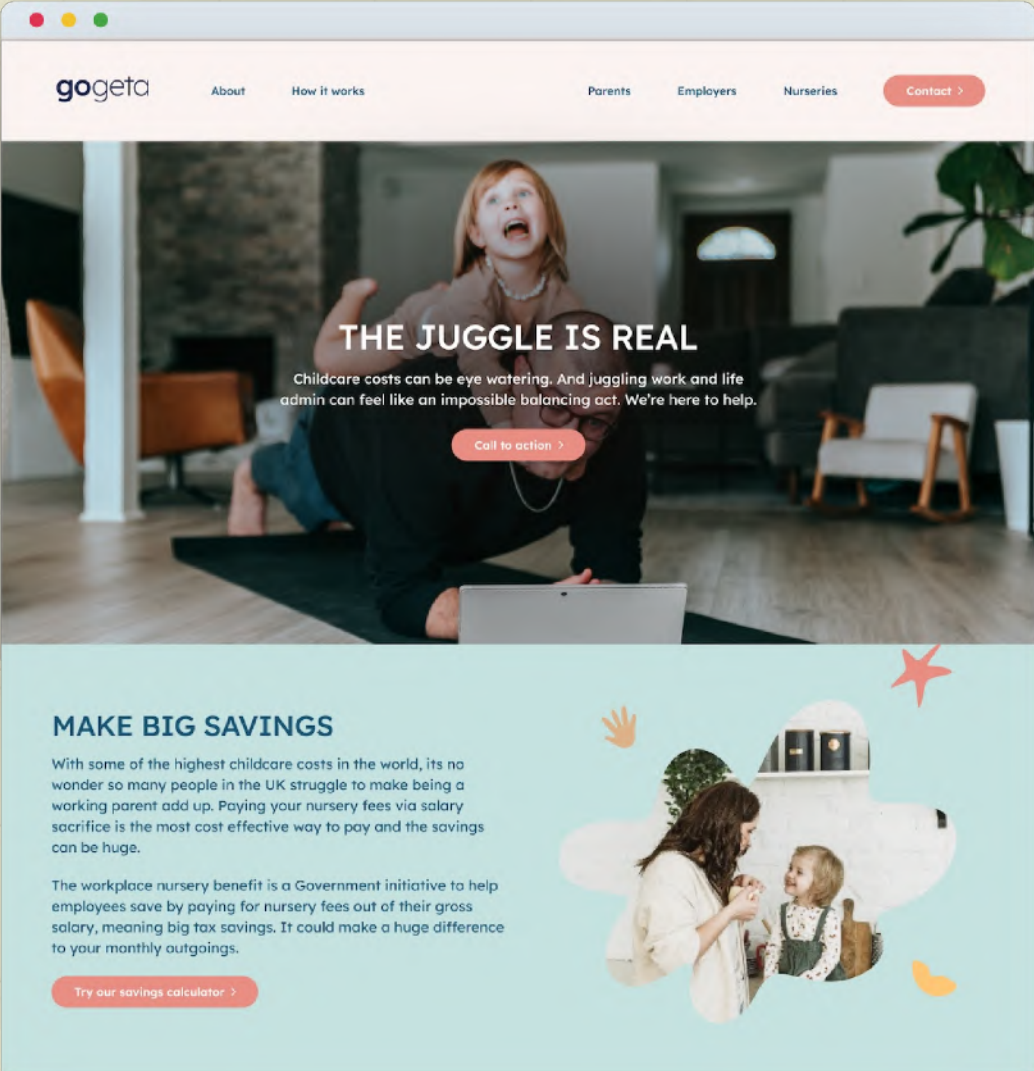 gogeta
About
How it works
Parents
Employers
Nurseries
Contact >
THE JUGGLE IS REAL
Childcare costs can be eye watering. And juggling work and life
admin can feel like an impossible balancing act. We're here to help.
Call to action >
MAKE BIG SAVINGS
With some of the highest childcare costs in the world, its no
wonder so many people in the UK struggle to make being a
working parent add up. Paying your nursery fees via salary
sacrifice is the most cost effective way to pay and the savings
can be huge.
The workplace nursery benefit is a Government initiative to help
employees save by paying for nursery fees out of their gross
salary, meaning big tax savings. It could make a huge difference
to your monthly outgoings.
Try our savings calculator >